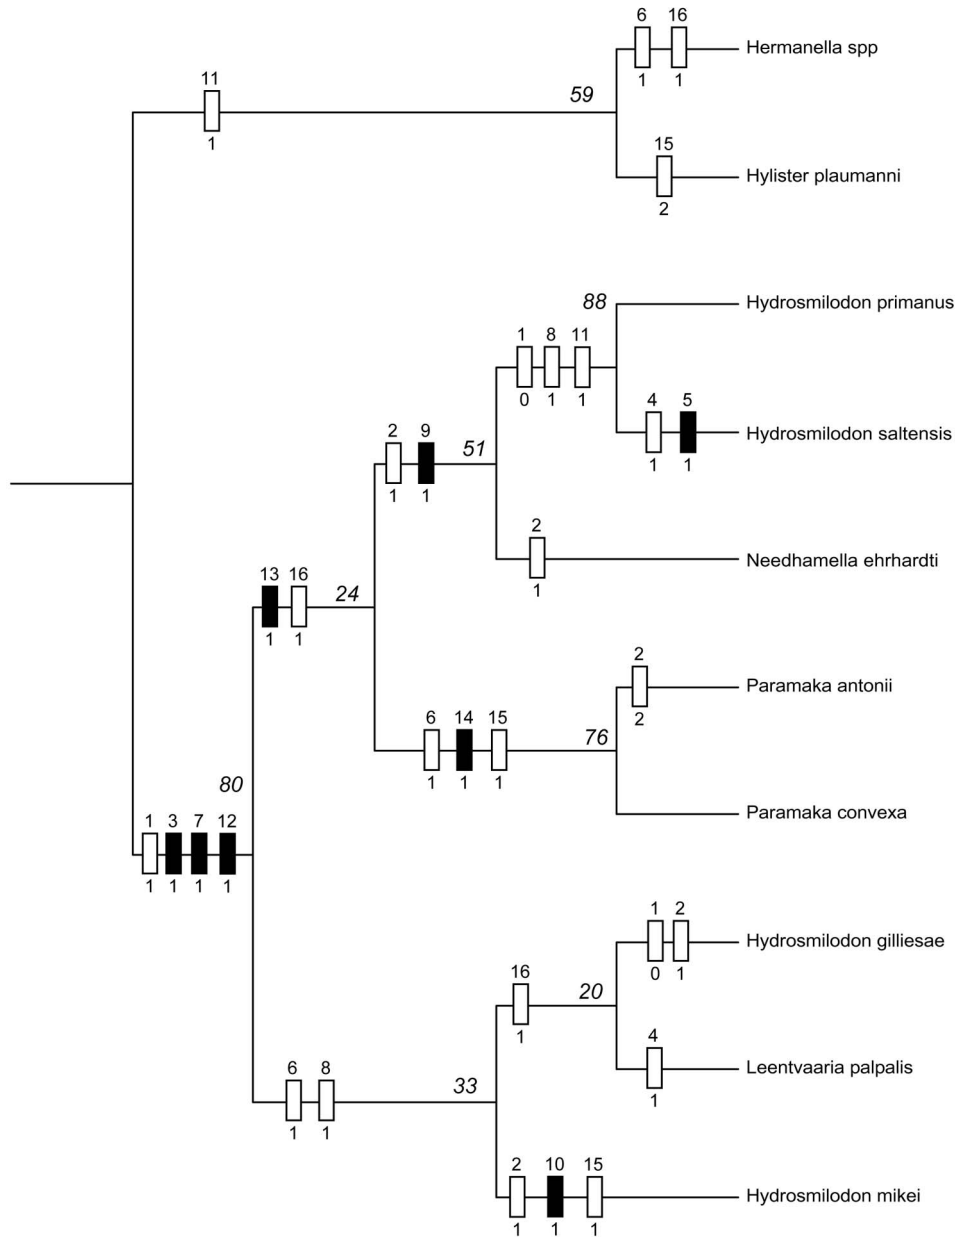 6 16
Hermanella spp
1 1
11
59
1
15
Hylister plaumanni
2
88
Hydrosmilodon primanus
1 8 11
0 1 1
4 5
Hydrosmilodon saltensis
1 1
2 9
51
1 1
2
Needhamella ehrhardti
1
13 16
24
1 1
2
Paramaka antonii
2
6 14 15
76
1 1 1
Paramaka convexa
80
1 3 7 12
1 1 1 1
1 2
Hydrosmilodon gilliesae
0 1
16
20
1
4
Leentvaaria palpalis
1
6 8
33
1 1
2 10 15
Hydrosmilodon mikei
1 1 1